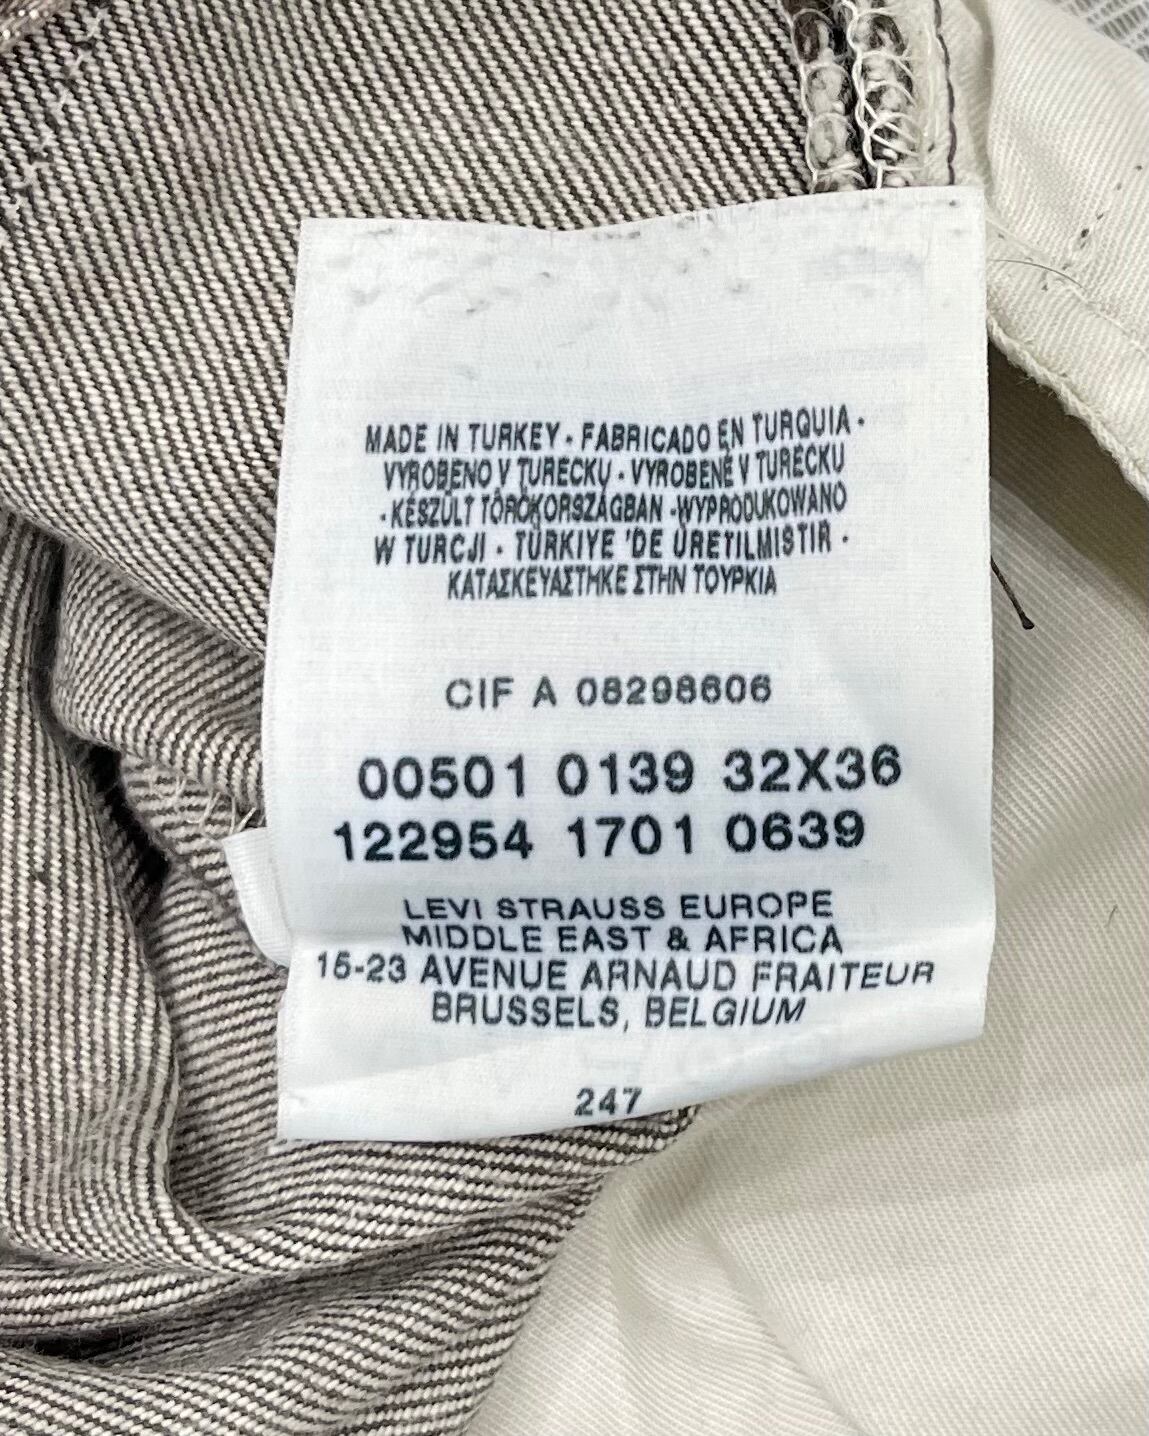 MADE IN TURKEY · FABRICADO EN TURQUIA ·
VYROBENO V TURECKU · VYROBENÉ V TURECKU
· KÉSZÜLT TÖRÖKORSZÁGBAN · WYPRODUKOWANO
W TURCJI · TÜRKIYE 'DE ÜRETILMISTIR ·
ΚΑΤΑΣΚΕΥΑΣΤΗΚΕ ΣΤΗΝ ΤΟΥΡΚΙΑ
CIF A 08298606
00501 0139 32X36
122954 1701 0639
LEVI STRAUSS EUROPE
MIDDLE EAST & AFRICA
15-23 AVENUE ARNAUD FRAITEUR
BRUSSELS, BELGIUM
247